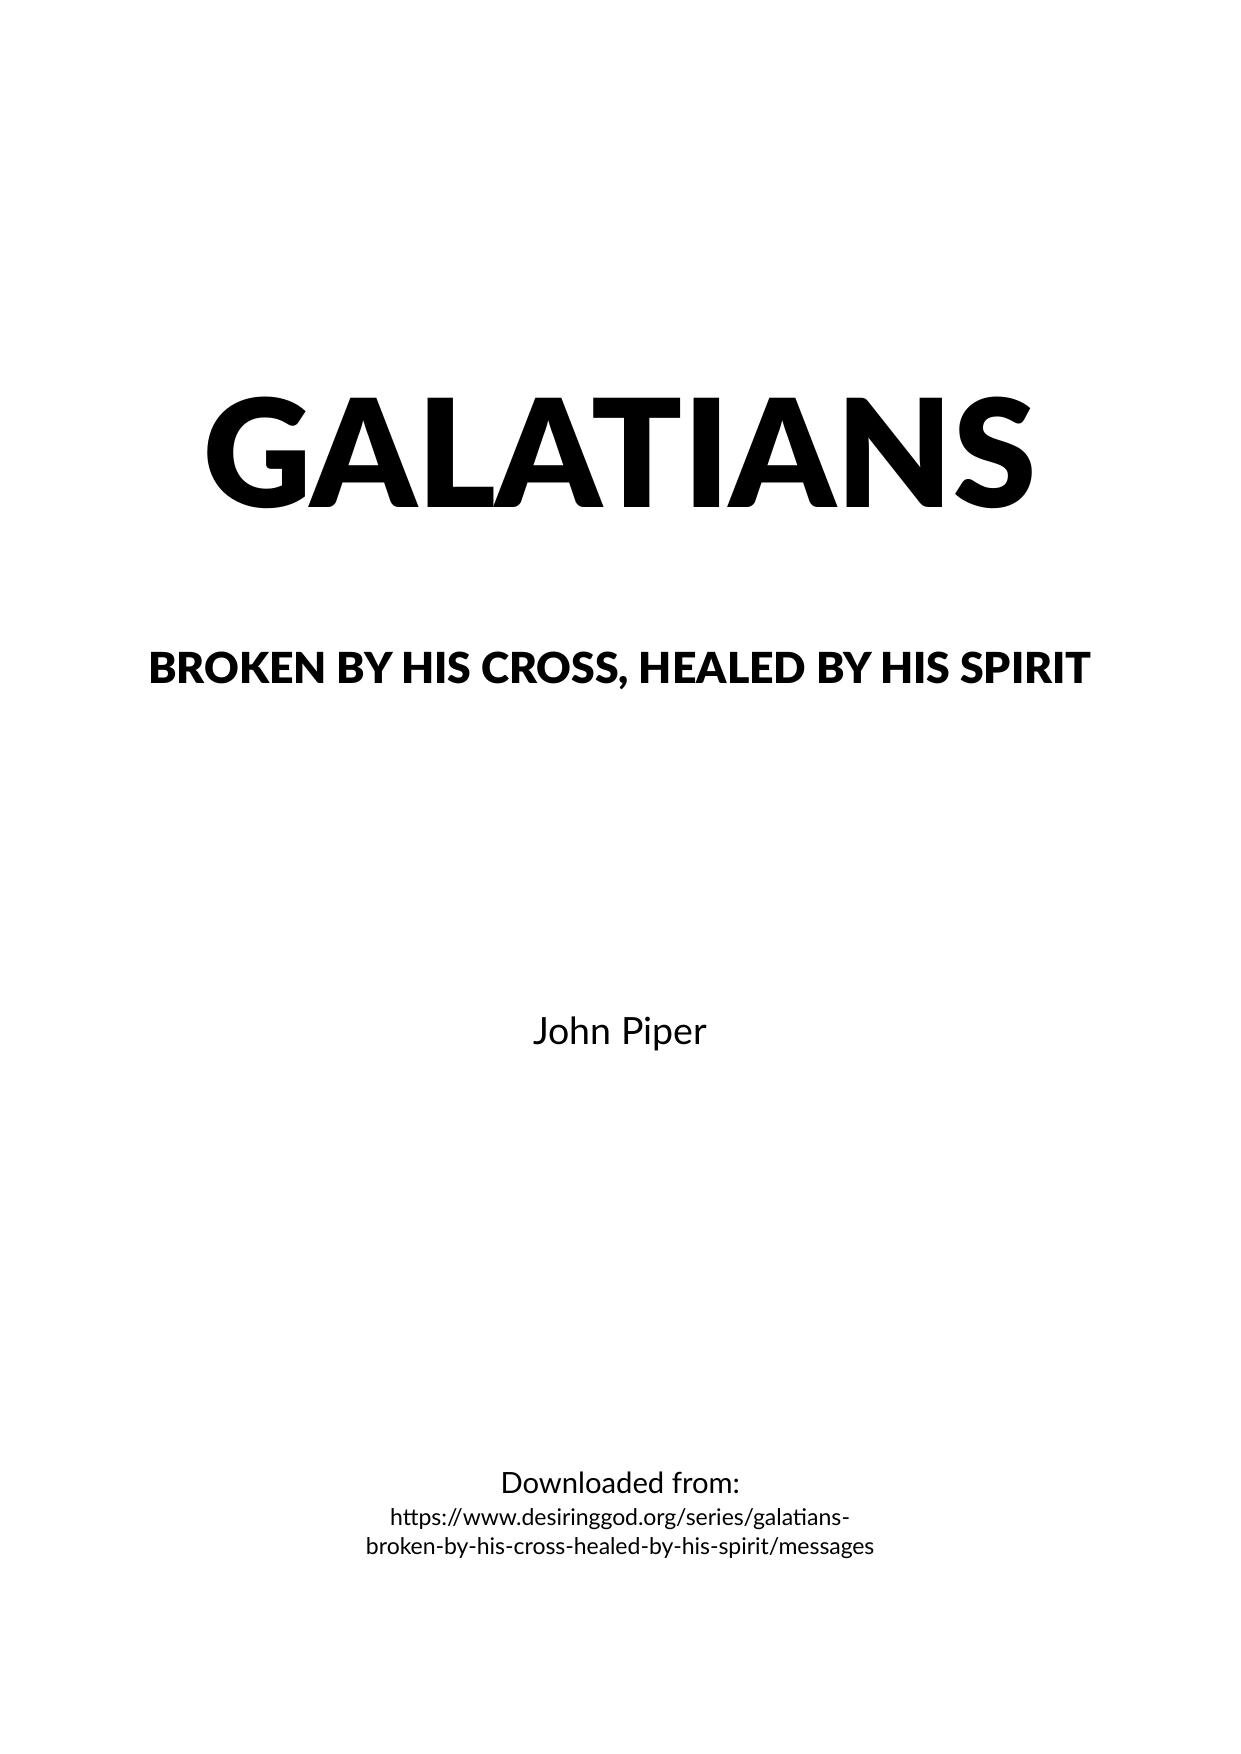 GALATIANS
BROKEN BY HIS CROSS, HEALED BY HIS SPIRIT
John Piper
Downloaded from:
https://www.desiringgod.org/series/galatians-
broken-by-his-cross-healed-by-his-spirit/messages